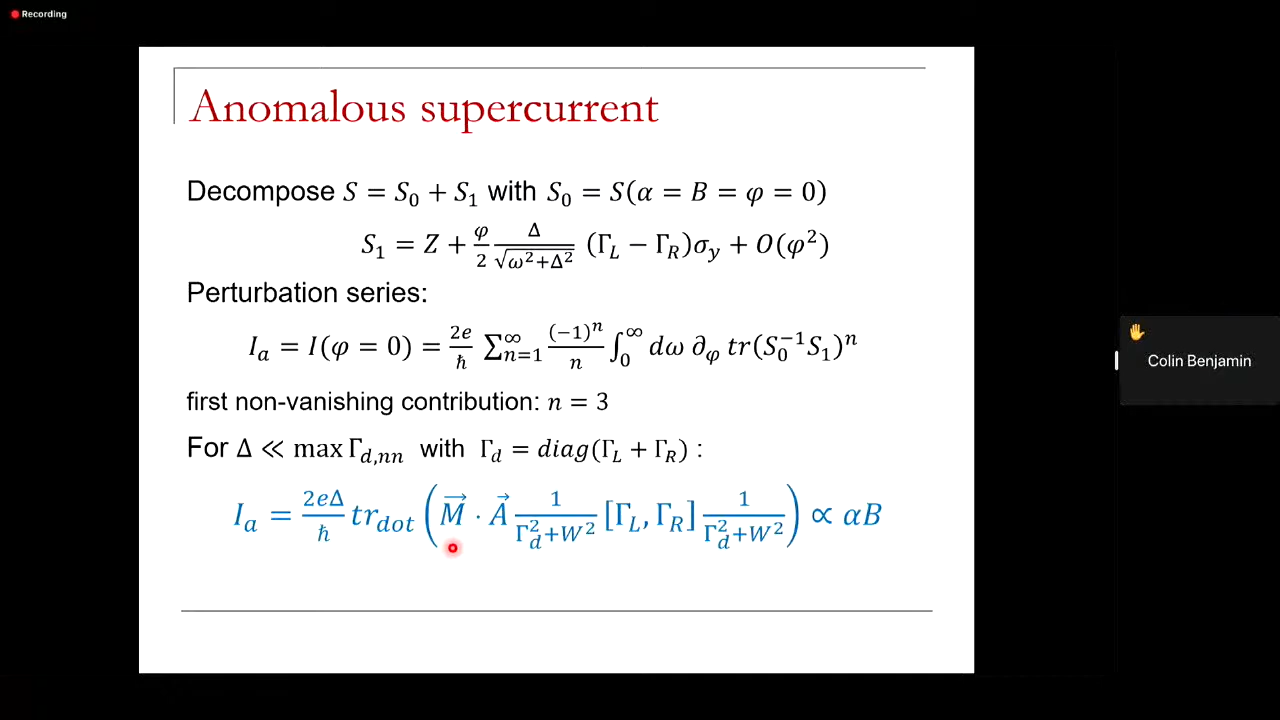 Recording
Anomalous supercurrent
Decompose S = S₀ + S₁ with S₀ = S(α = B = φ = 0)
S₁ = Z + φ/2 Δ/√(ω²+Δ²) (Γ_L − Γ_R)σ_y + O(φ²)
Perturbation series:
I_a = I(φ = 0) = 2e/ℏ ∑_{n=1}^{∞} (−1)ⁿ/n ∫₀^∞ dω ∂_φ tr(S₀⁻¹S₁)ⁿ
first non-vanishing contribution: n = 3
For Δ ≪ max Γ_{d,nn} with Γ_d = diag(Γ_L + Γ_R) :
I_a = 2eΔ/ℏ tr_dot (M⃗ · A⃗ 1/(Γ_d²+W²) [Γ_L, Γ_R] 1/(Γ_d²+W²)) ∝ αB
Colin Benjamin